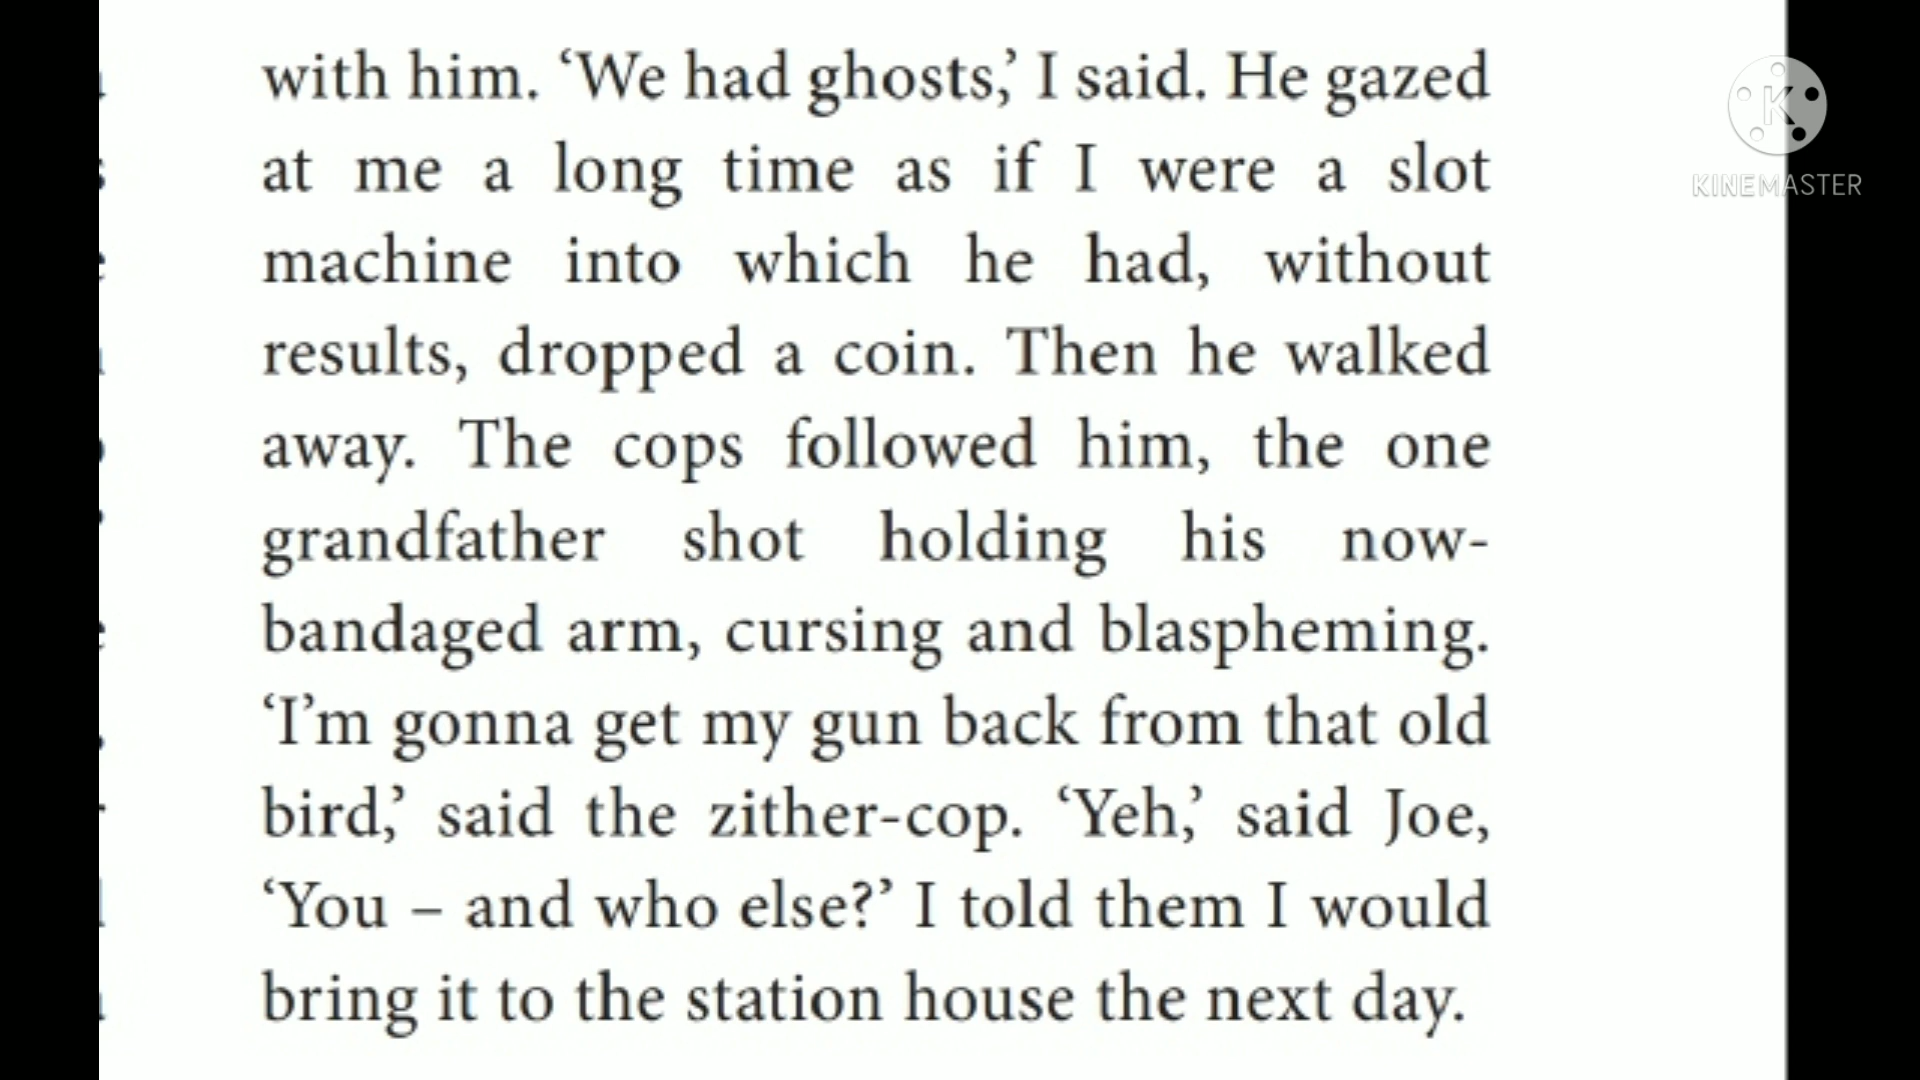 with him. ‘We had ghosts,’ I said. He gazed
at me a long time as if I were a slot
machine into which he had, without
results, dropped a coin. Then he walked
away. The cops followed him, the one
grandfather shot holding his now-
bandaged arm, cursing and blaspheming.
‘I’m gonna get my gun back from that old
bird,’ said the zither-cop. ‘Yeh,’ said Joe,
‘You – and who else?’ I told them I would
bring it to the station house the next day.
K
KINEMASTER